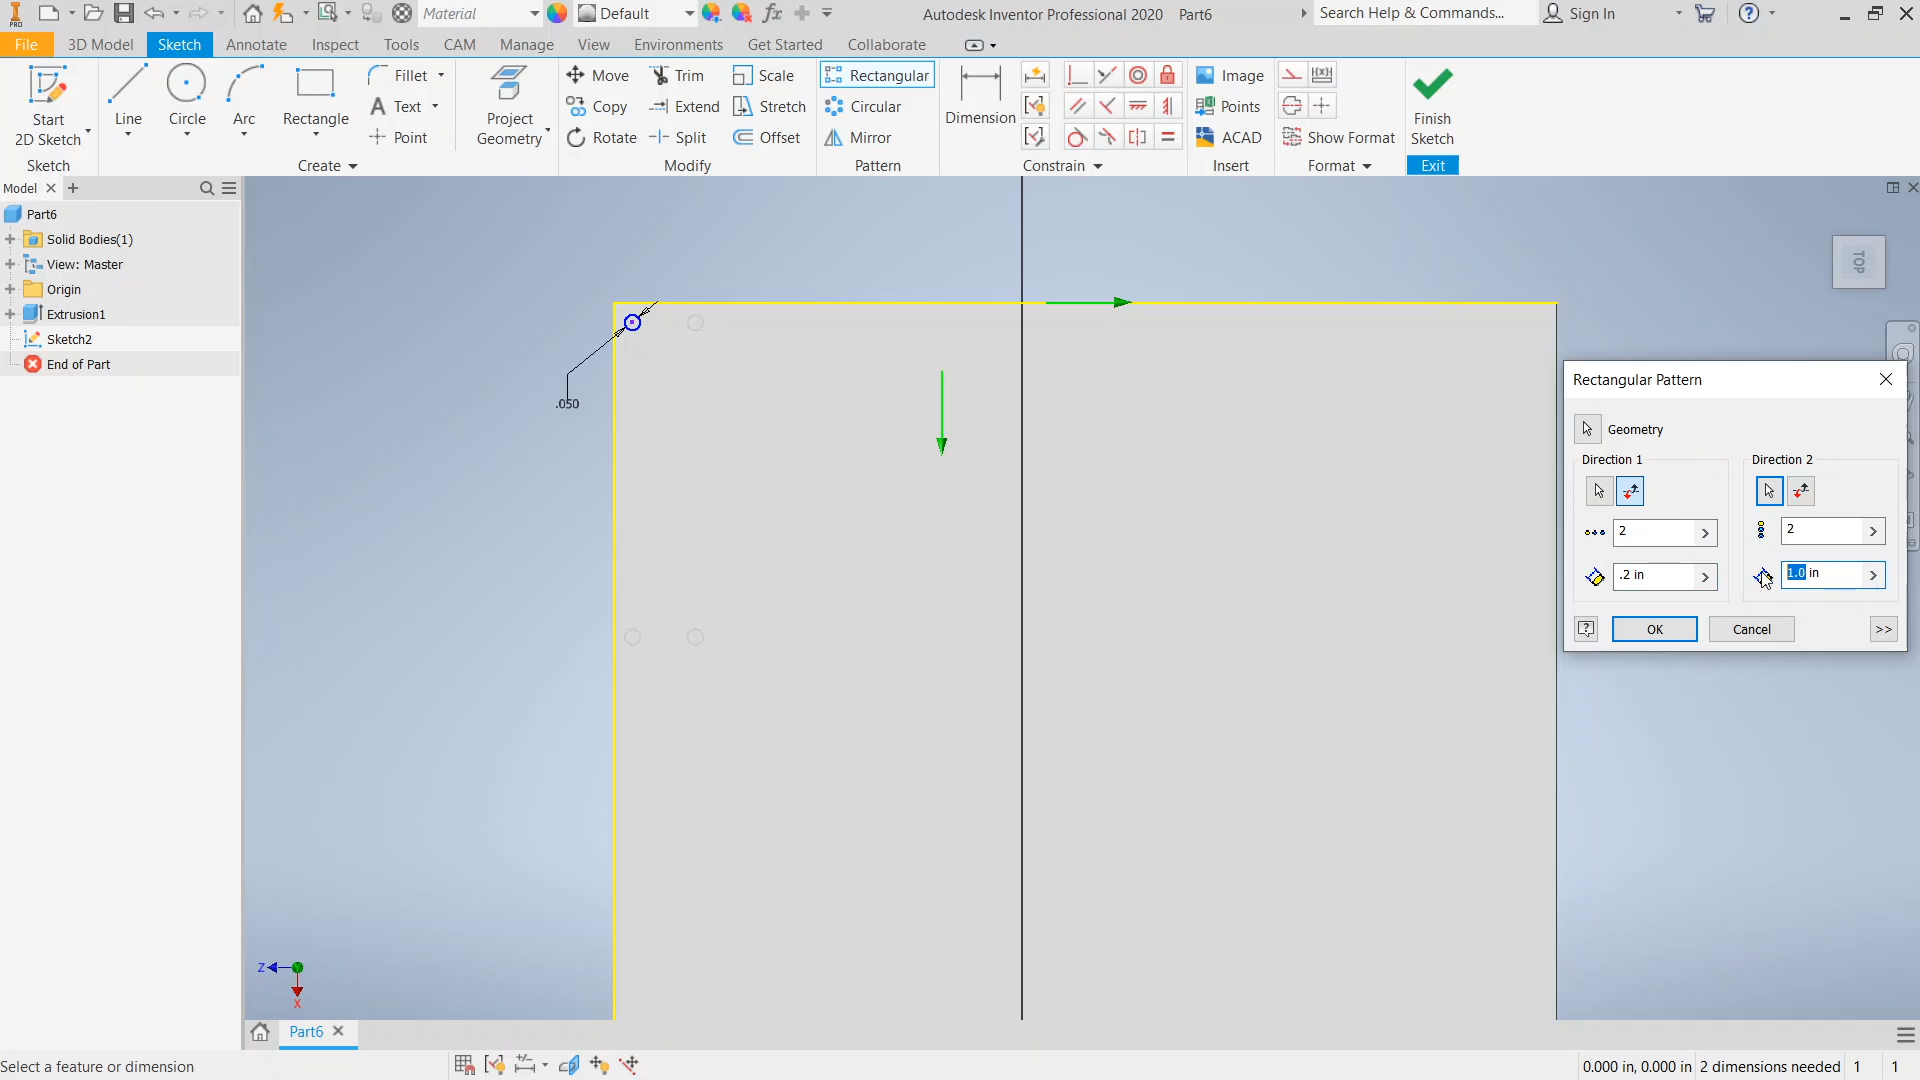 PRO
Material
Default
fx
Autodesk Inventor Professional 2020 Part6
Search Help & Commands...
Sign In
File
3D Model
Sketch
Annotate
Inspect
Tools
CAM
Manage
View
Environments
Get Started
Collaborate
Start
2D Sketch
Line
Circle
Arc
Rectangle
Fillet
Text
Point
Project
Geometry
Move
Copy
Rotate
Trim
Extend
Split
Scale
Stretch
Offset
Rectangular
Circular
Mirror
Dimension
Image
Points
ACAD
Show Format
Finish
Sketch
Sketch
Create
Modify
Pattern
Constrain
Insert
Format
Exit
Model
Part6
Solid Bodies(1)
View: Master
Origin
Extrusion1
Sketch2
End of Part
.050
TOP
Rectangular Pattern
Geometry
Direction 1
Direction 2
2
2
.2 in
1.0 in
OK
Cancel
>>
Z
X
Part6
Select a feature or dimension
0.000 in, 0.000 in
2 dimensions needed
1
1